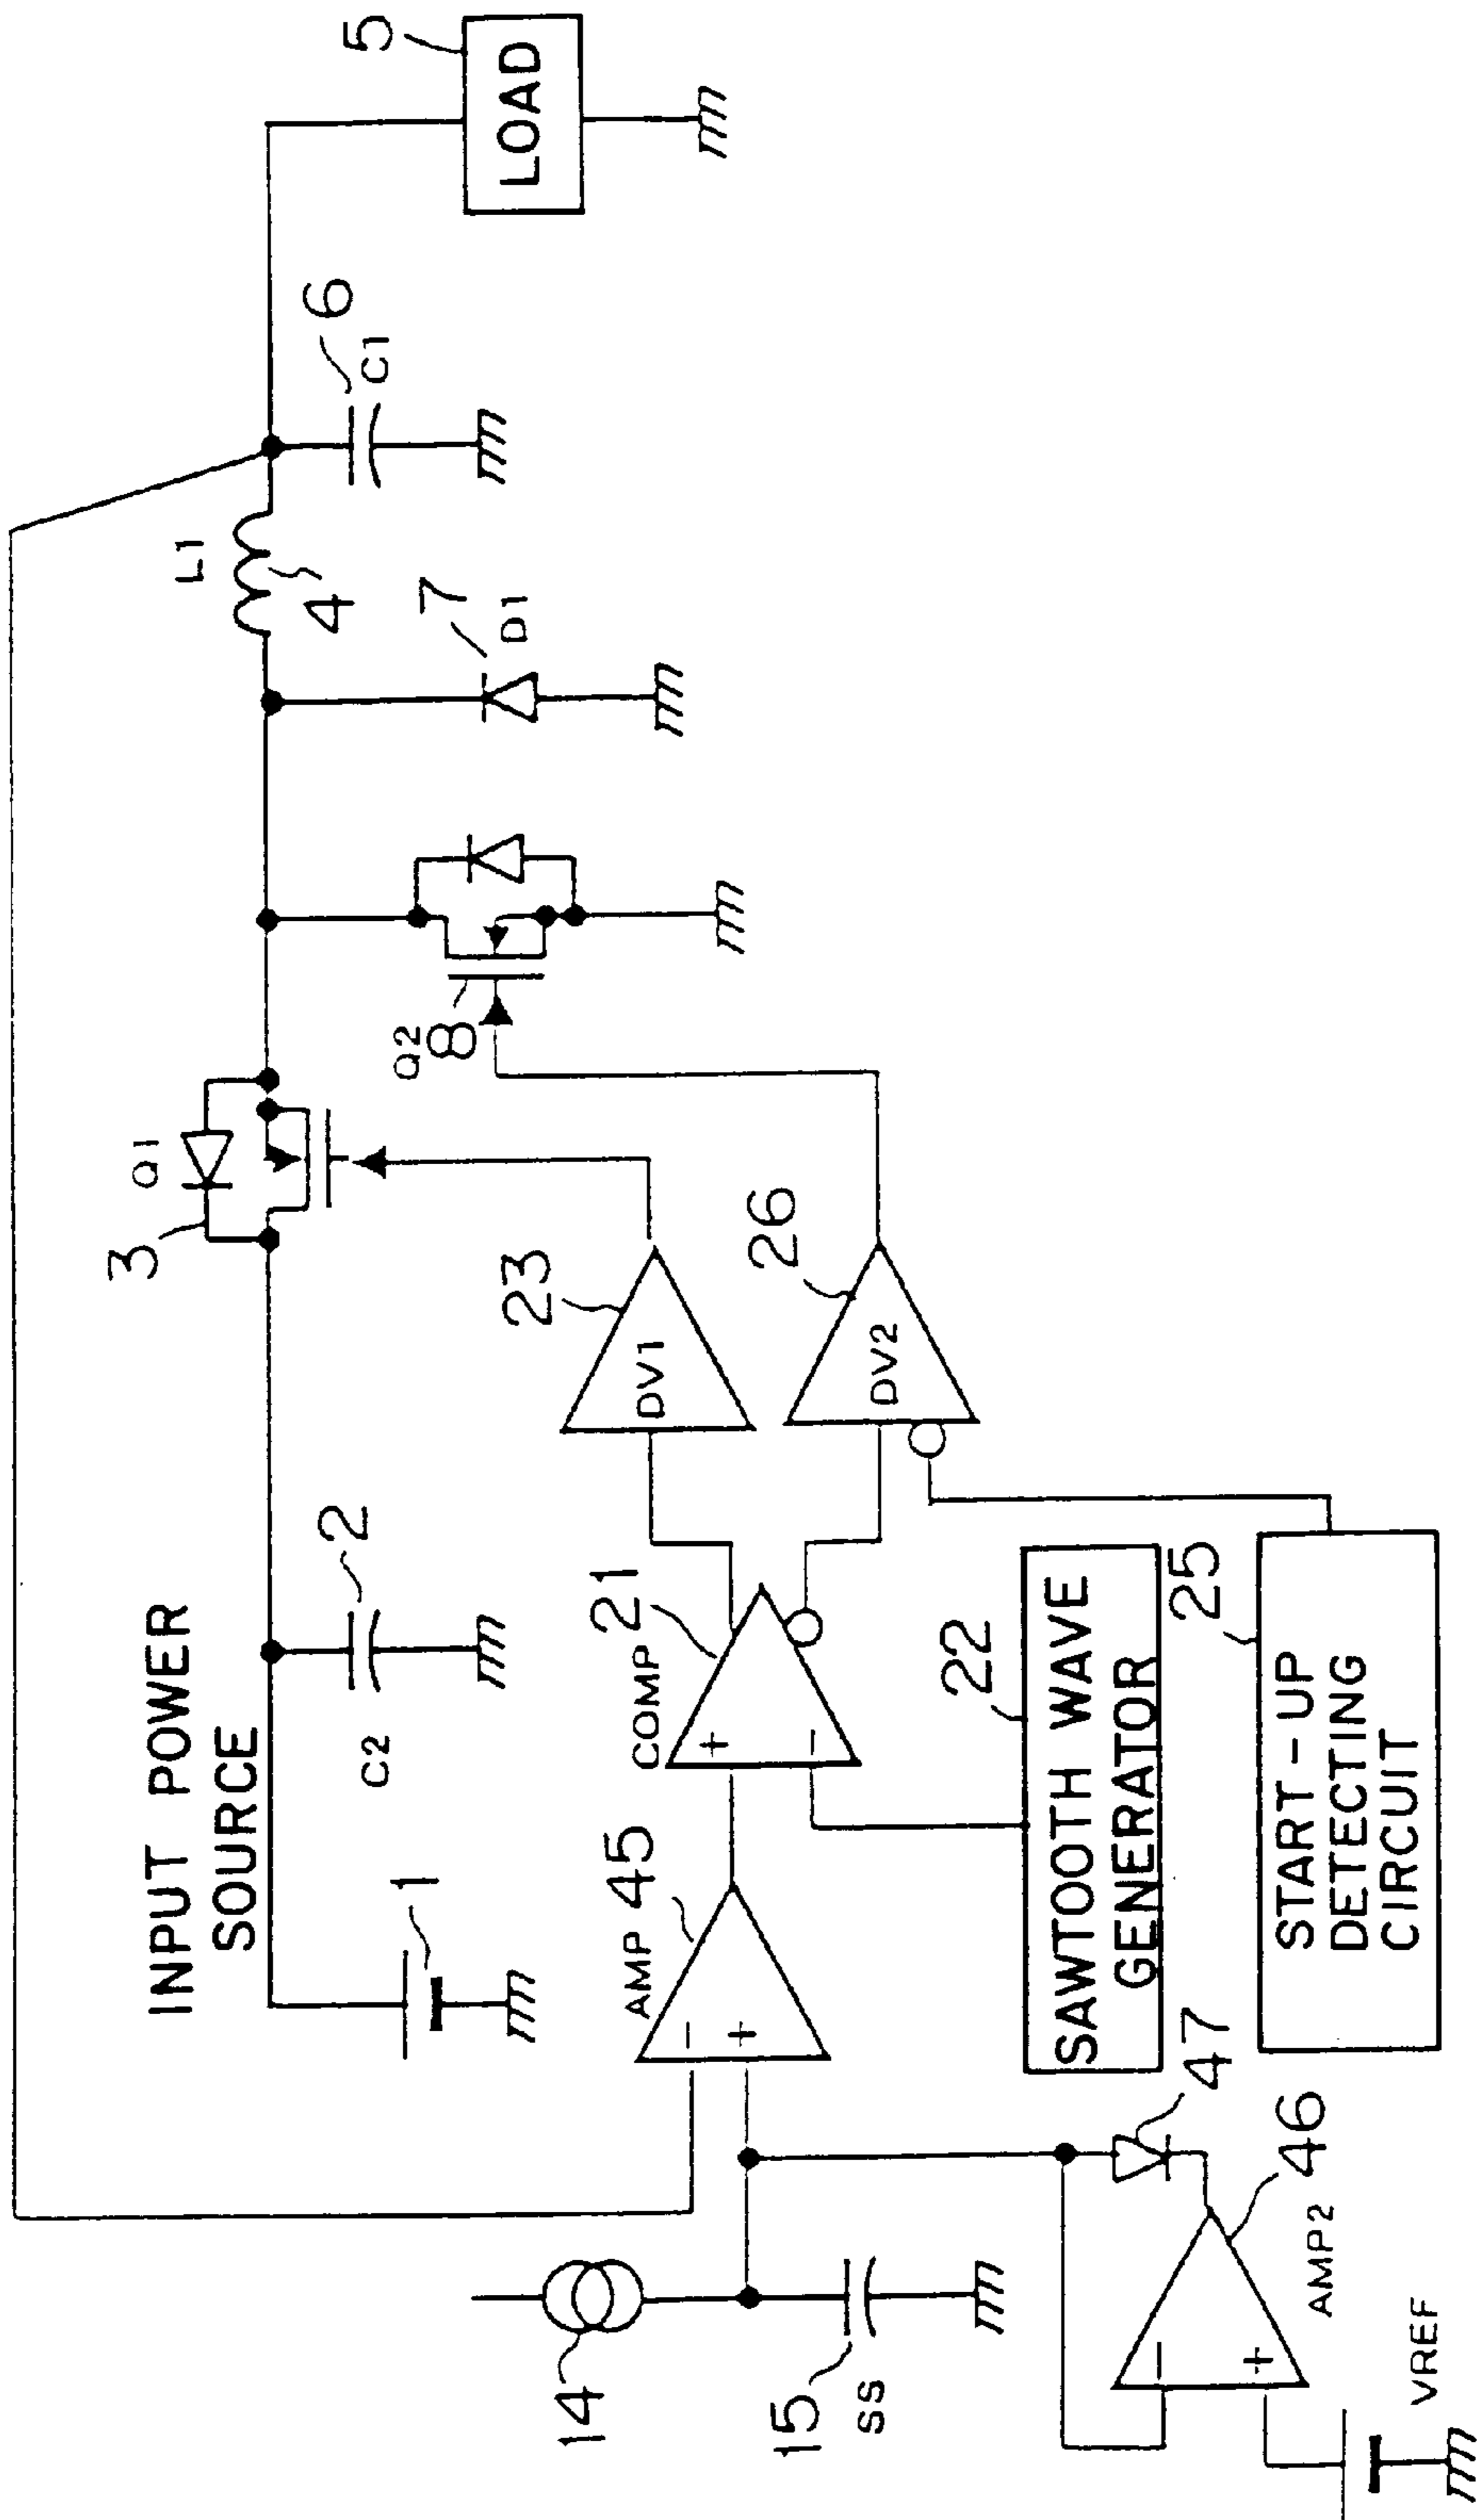 INPUT POWER
SOURCE
1
C2
2
3
Q1
Q2
8
L1
4
7
D1
6
C1
5
LOAD
14
15
SS
AMP 45
-
+
COMP
21
+
-
DV1
23
DV2
26
22
SAWTOOTH WAVE
GENERATOR
25
START-UP
DETECTING
CIRCUIT
47
46
AMP2
-
+
VREF